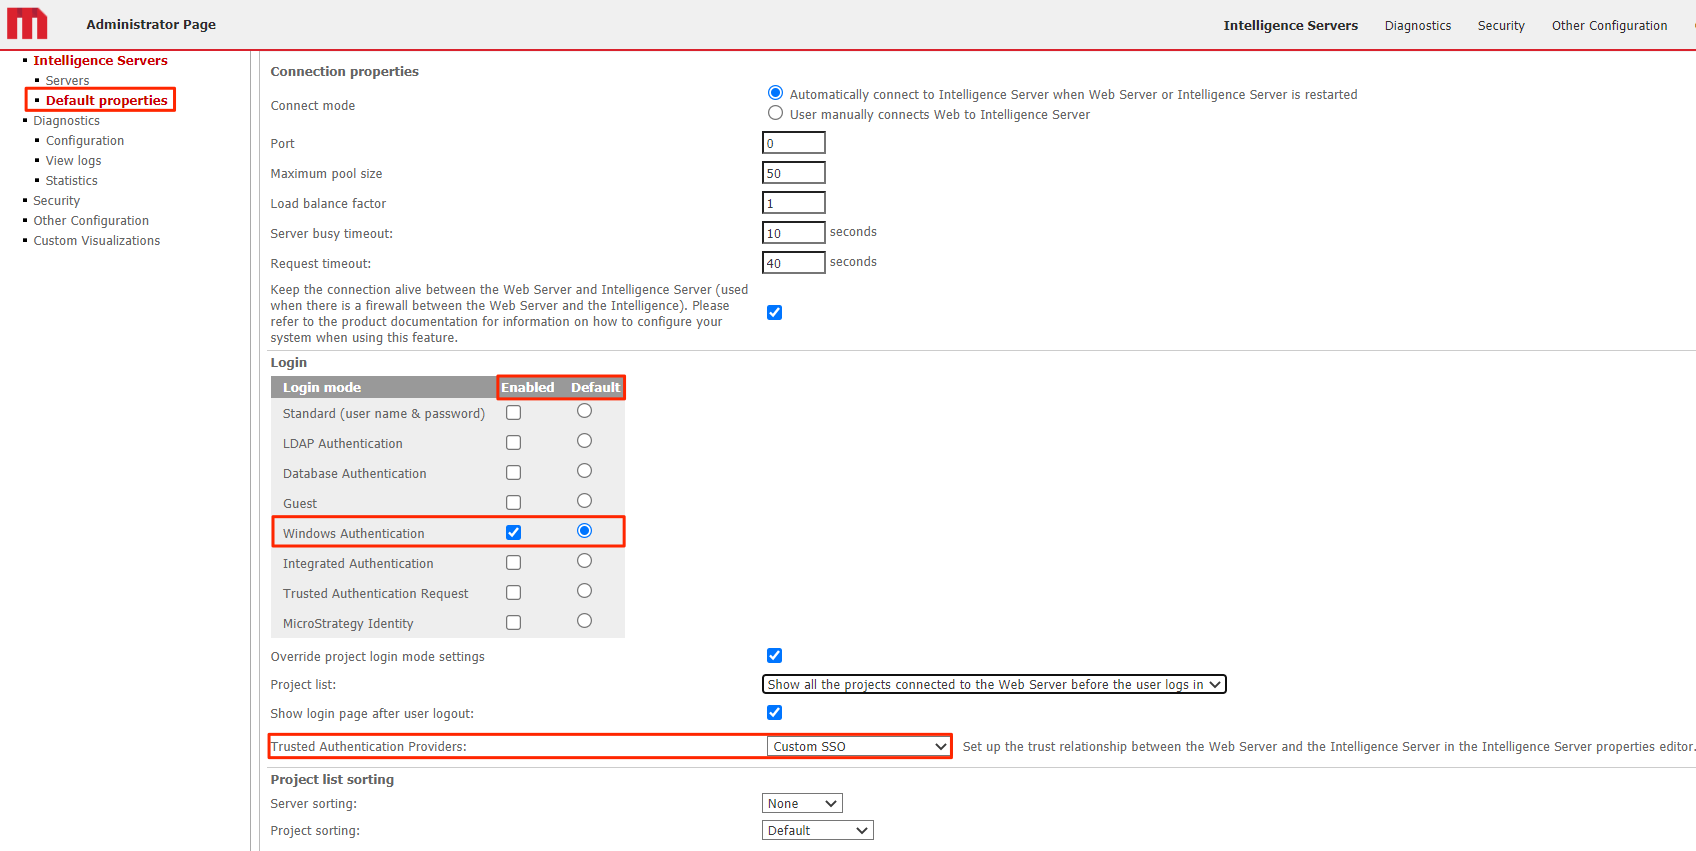 Administrator Page
Intelligence Servers
Diagnostics
Security
Other Configuration
Intelligence Servers
Servers
Default properties
Diagnostics
Configuration
View logs
Statistics
Security
Other Configuration
Custom Visualizations
Connection properties
Connect mode
Automatically connect to Intelligence Server when Web Server or Intelligence Server is restarted
User manually connects Web to Intelligence Server
Port 0
Maximum pool size 50
Load balance factor 1
Server busy timeout: 10 seconds
Request timeout: 40 seconds
Keep the connection alive between the Web Server and Intelligence Server (used
when there is a firewall between the Web Server and the Intelligence). Please
refer to the product documentation for information on how to configure your
system when using this feature.
Login
Login mode Enabled Default
Standard (user name & password)
LDAP Authentication
Database Authentication
Guest
Windows Authentication
Integrated Authentication
Trusted Authentication Request
MicroStrategy Identity
Override project login mode settings
Project list: Show all the projects connected to the Web Server before the user logs in
Show login page after user logout:
Trusted Authentication Providers: Custom SSO Set up the trust relationship between the Web Server and the Intelligence Server in the Intelligence Server properties editor.
Project list sorting
Server sorting: None
Project sorting: Default